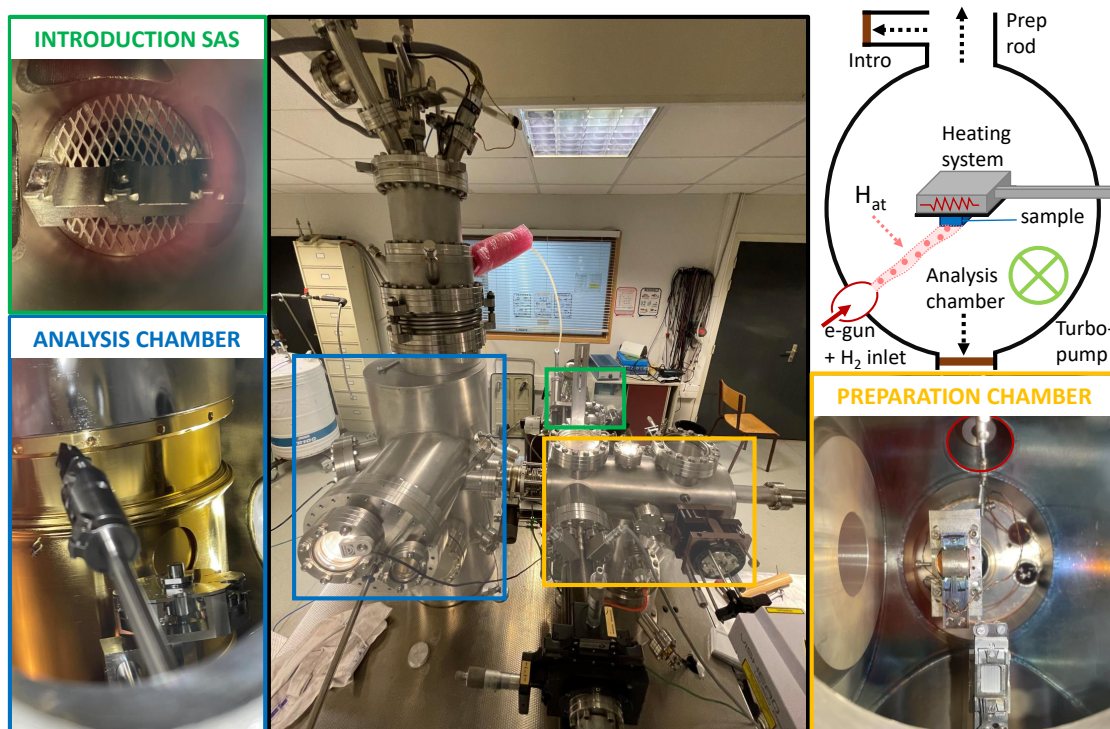 INTRODUCTION SAS
ANALYSIS CHAMBER
Intro
Prep
rod
Heating
system
H_at
sample
Analysis
chamber
e-gun
+ H₂ inlet
Turbo-
pump
PREPARATION CHAMBER